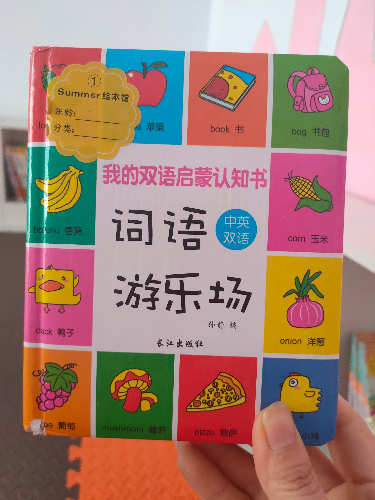 ①
Summer绘本馆
年龄:
分类:
苹果
book 书
bag 书包
我的双语启蒙认知书
词语
中英
双语
游乐场
corn 玉米
duck 鸭子
onion 洋葱
长江出版社
葡萄
mushroom 蘑菇
pizza 披萨
小鸡